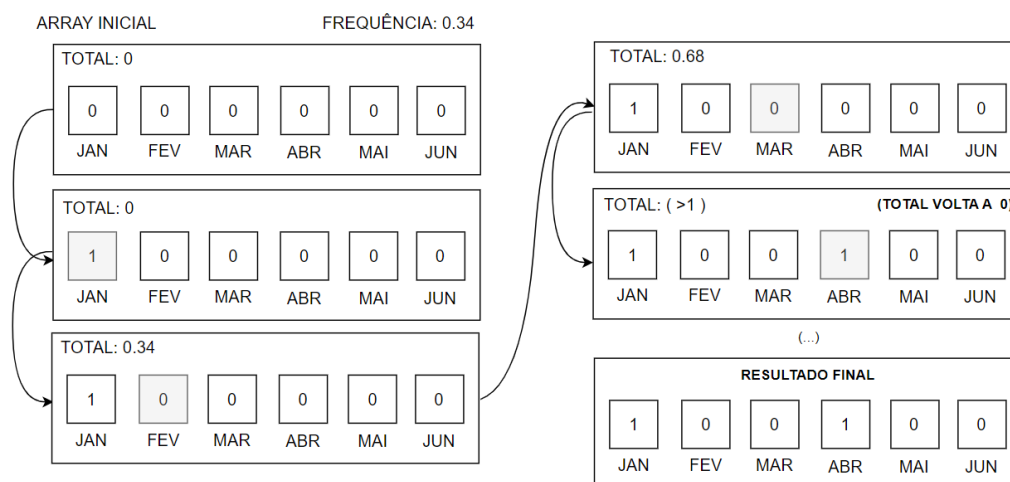 ARRAY INICIAL FREQUÊNCIA: 0.34
TOTAL: 0
0 0 0 0 0 0
JAN FEV MAR ABR MAI JUN
TOTAL: 0
1 0 0 0 0 0
JAN FEV MAR ABR MAI JUN
TOTAL: 0.34
1 0 0 0 0 0
JAN FEV MAR ABR MAI JUN
TOTAL: 0.68
1 0 0 0 0 0
JAN FEV MAR ABR MAI JUN
TOTAL: ( >1 ) (TOTAL VOLTA A 0)
1 0 0 1 0 0
JAN FEV MAR ABR MAI JUN
(...)
RESULTADO FINAL
1 0 0 1 0 0
JAN FEV MAR ABR MAI JUN